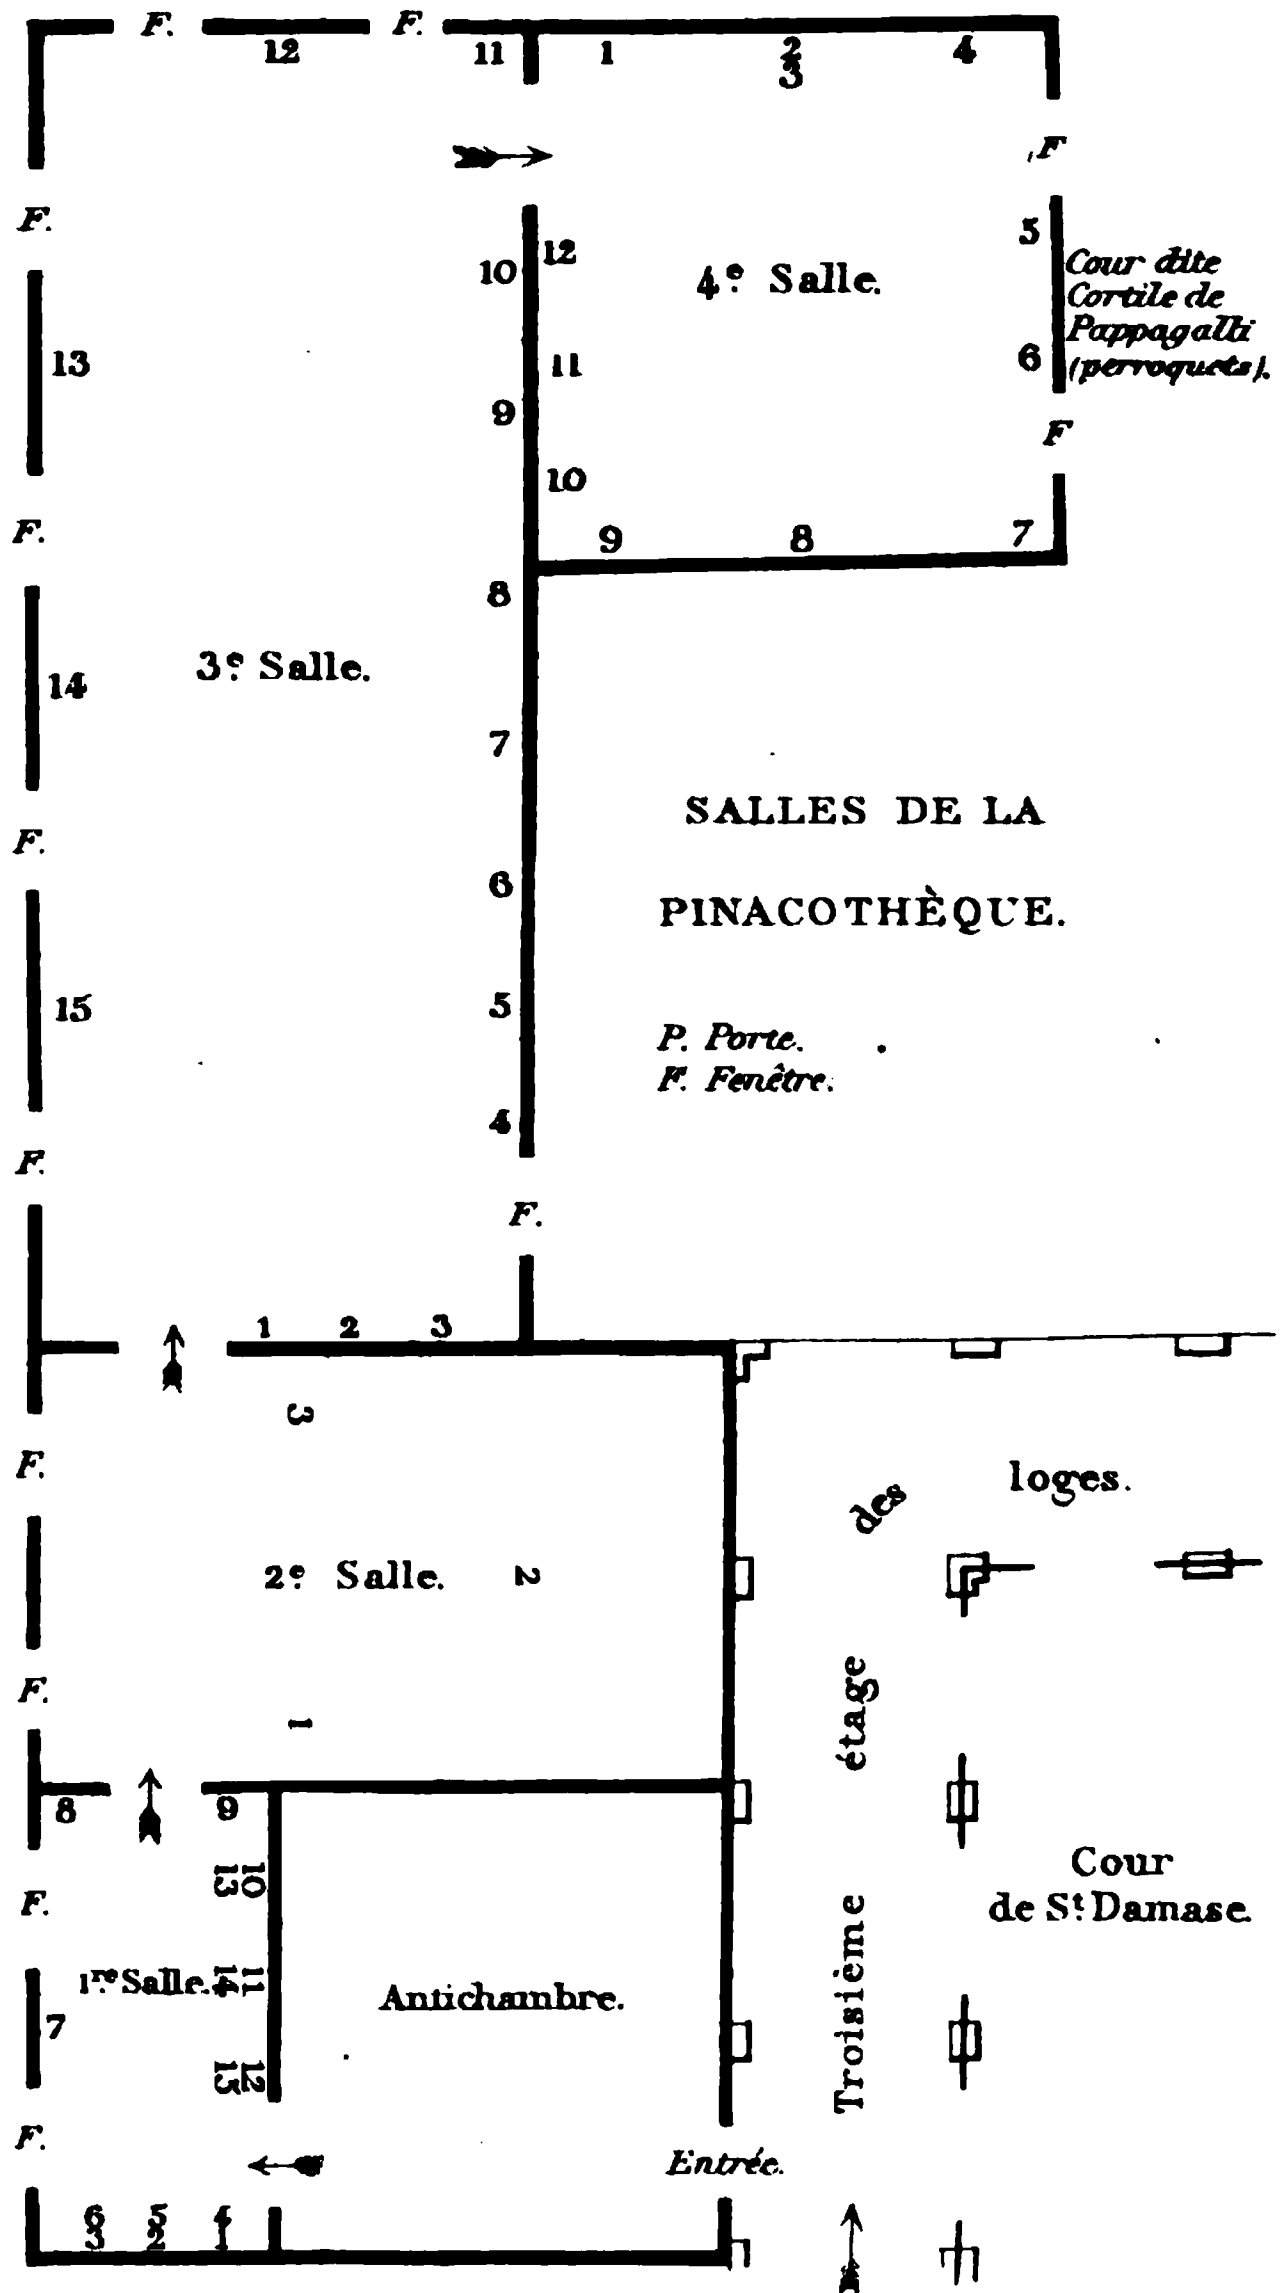 F. F.
12 11 1 2 4
3
F
F.
5
12
10
4e Salle.
Cour dite
Cortile de
Pappagalli
(perroquets).
13
11
6
9
F
10
F.
9 8 7
8
3e Salle.
14
7
SALLES DE LA
F.
6
PINACOTHÈQUE.
15
5
P. Porte.
F. Fenêtre.
4
F.
F.
1 2 3
3
F.
loges.
des
2e Salle. 2
étage
F.
1
8 9
10
13
Cour
de St. Damase.
F.
Troisième
11
14
1re Salle.
Antichambre.
7
12
15
F.
Entrée.
6 5 4
3 2 1